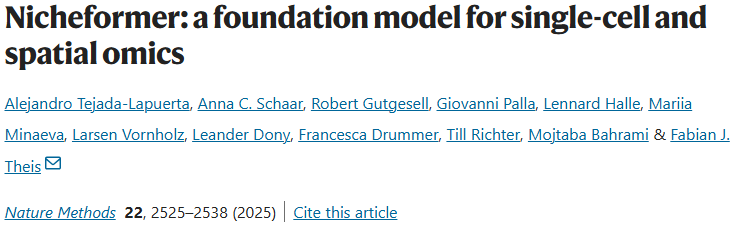 Nicheformer: a foundation model for single-cell and
spatial omics
Alejandro Tejada-Lapuerta, Anna C. Schaar, Robert Gutgesell, Giovanni Palla, Lennard Halle, Mariia
Minaeva, Larsen Vornholz, Leander Dony, Francesca Drummer, Till Richter, Mojtaba Bahrami & Fabian J.
Theis
Nature Methods 22, 2525–2538 (2025) Cite this article